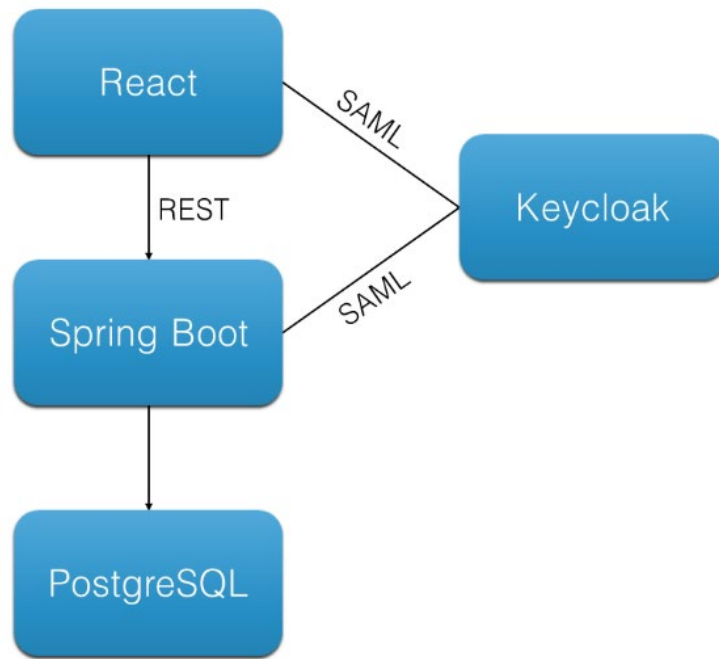 React
SAML
Keycloak
REST
Spring Boot
SAML
PostgreSQL